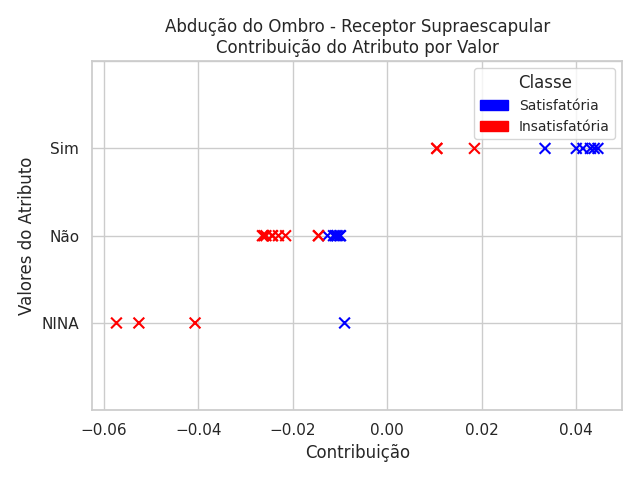 Abdução do Ombro - Receptor Supraescapular
Contribuição do Atributo por Valor
Classe
Satisfatória
Insatisfatória
Valores do Atributo
Sim
Não
NINA
−0.06
−0.04
−0.02
0.00
0.02
0.04
Contribuição